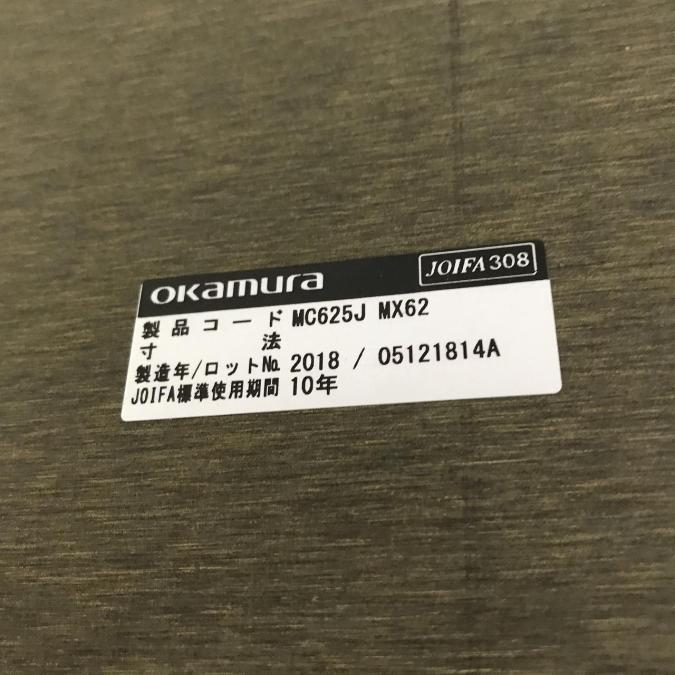 okamura
JOIFA308
製品コード MC625J MX62
寸法
製造年/ロット№ 2018 / 05121814A
JOIFA標準使用期間 10年